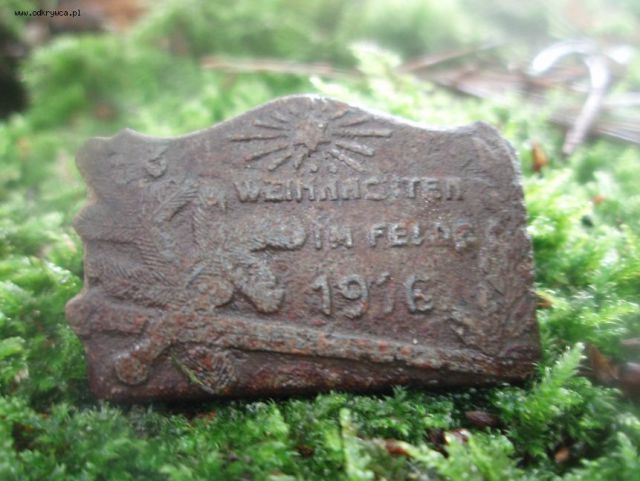 www.odkrywca.pl
WEIHNACHTEN
IM FELDE
1916